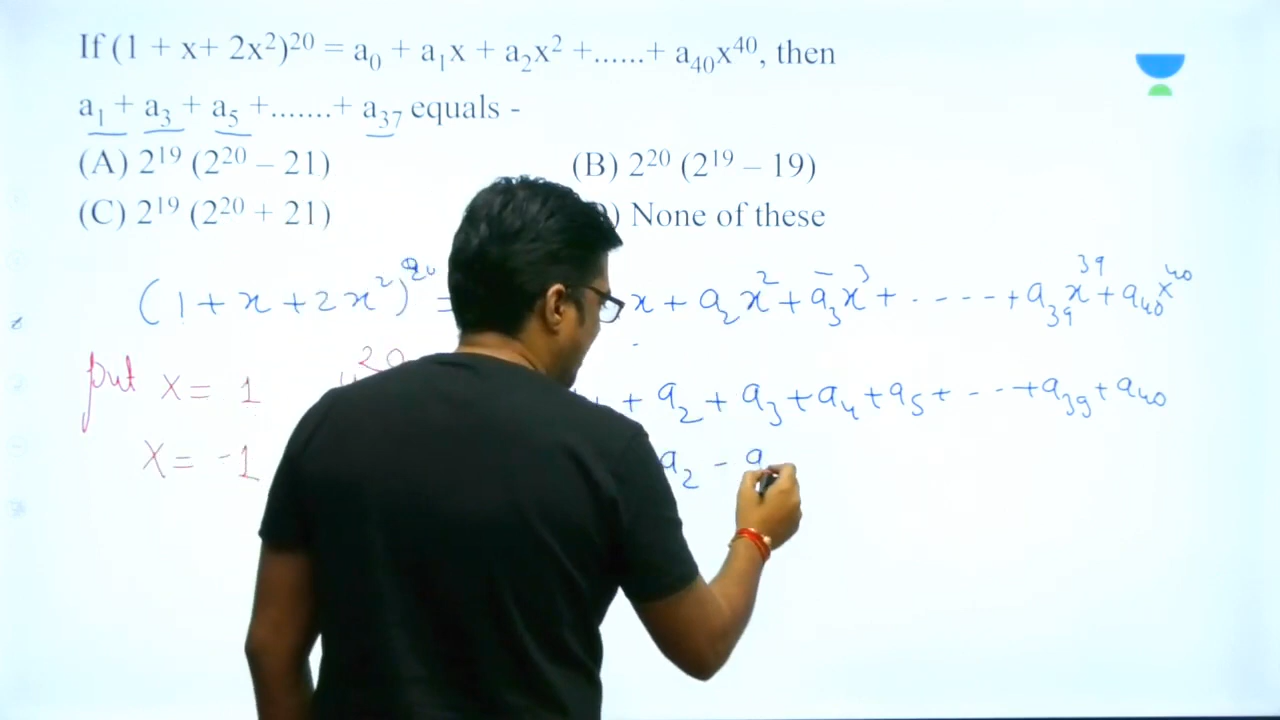 If (1 + x+ 2x²)²⁰ = a₀ + a₁x + a₂x² +......+ a₄₀x⁴⁰, then
a₁ + a₃ + a₅ +.......+ a₃₇ equals -
(A) 2¹⁹ (2²⁰ – 21)
(B) 2²⁰ (2¹⁹ – 19)
(C) 2¹⁹ (2²⁰ + 21)
) None of these
(1 + x + 2x²)²⁰ = x + a₂x² + a₃x³ + ..... + a₃₉x³⁹ + a₄₀x⁴⁰
put x = 1 + a₂ + a₃ + a₄ + a₅ + ... + a₃₉ + a₄₀
x = -1 a₂ - a